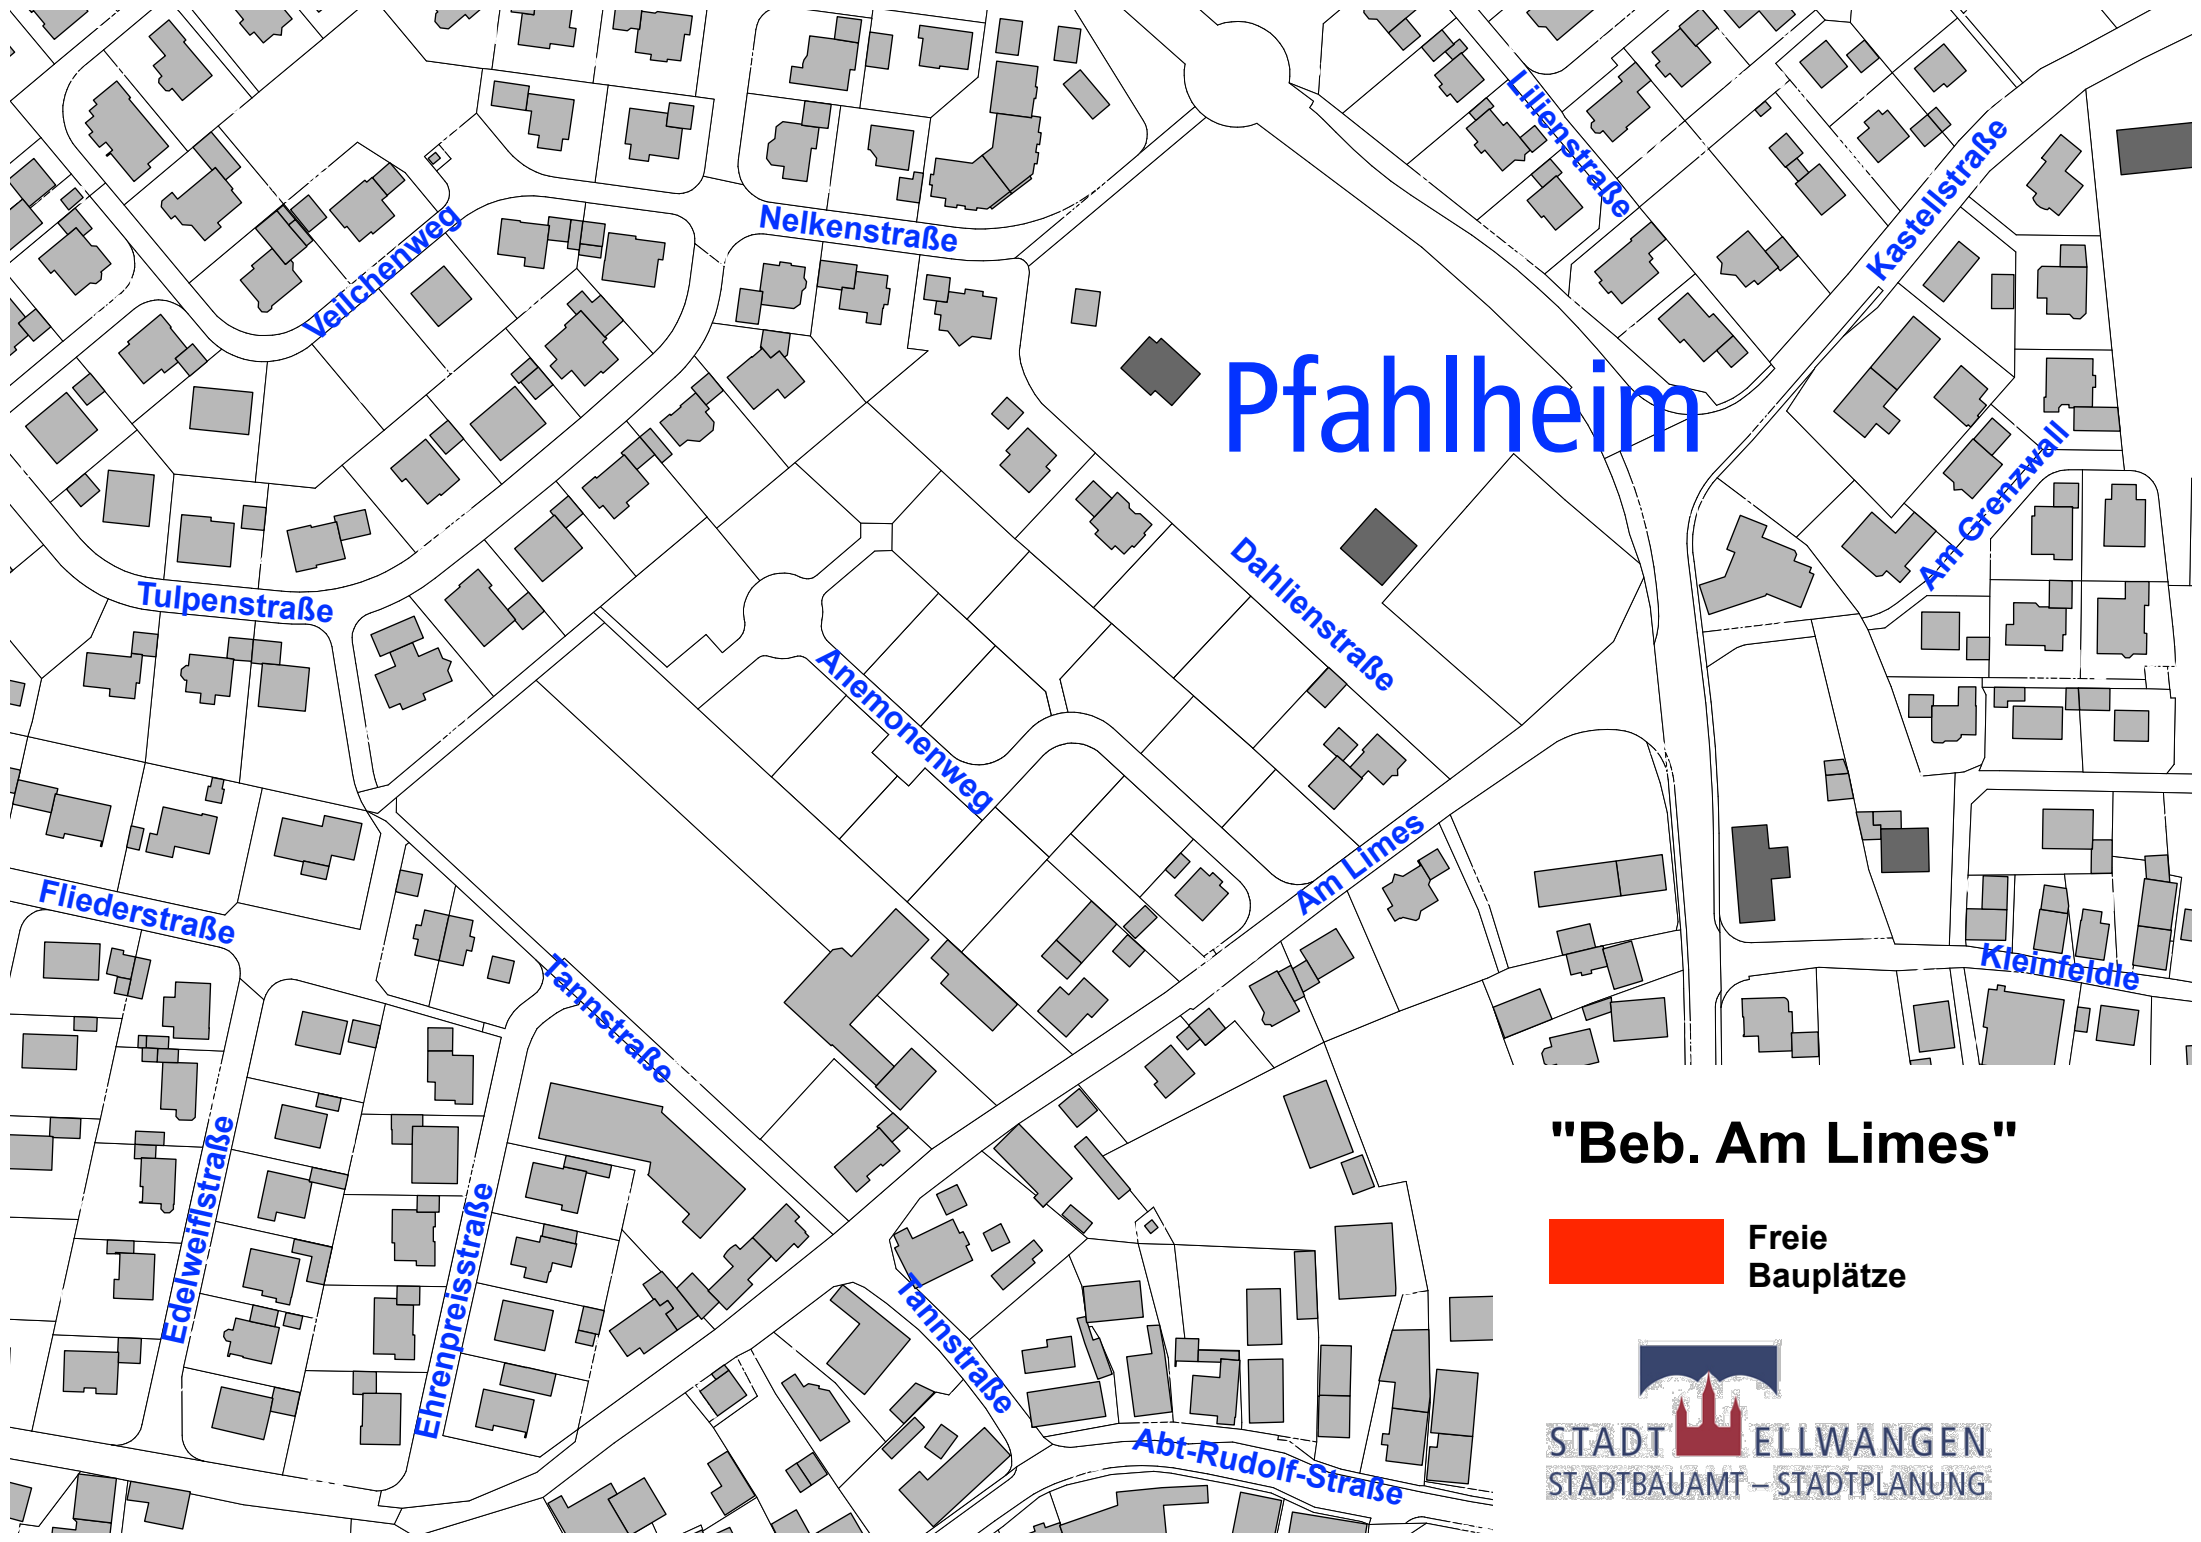 Lilienstraße
Kastellstraße
Nelkenstraße
Veilchenweg
Pfahlheim
Am Grenzwall
Dahlienstraße
Tulpenstraße
Anemonenweg
Am Limes
Fliederstraße
Kleinfeldle
Tannstraße
Edelweiflstraße
Ehrenpreisstraße
Tannstraße
Abt-Rudolf-Straße
"Beb. Am Limes"
Freie
Bauplätze
STADT ELLWANGEN
STADTBAUAMT – STADTPLANUNG